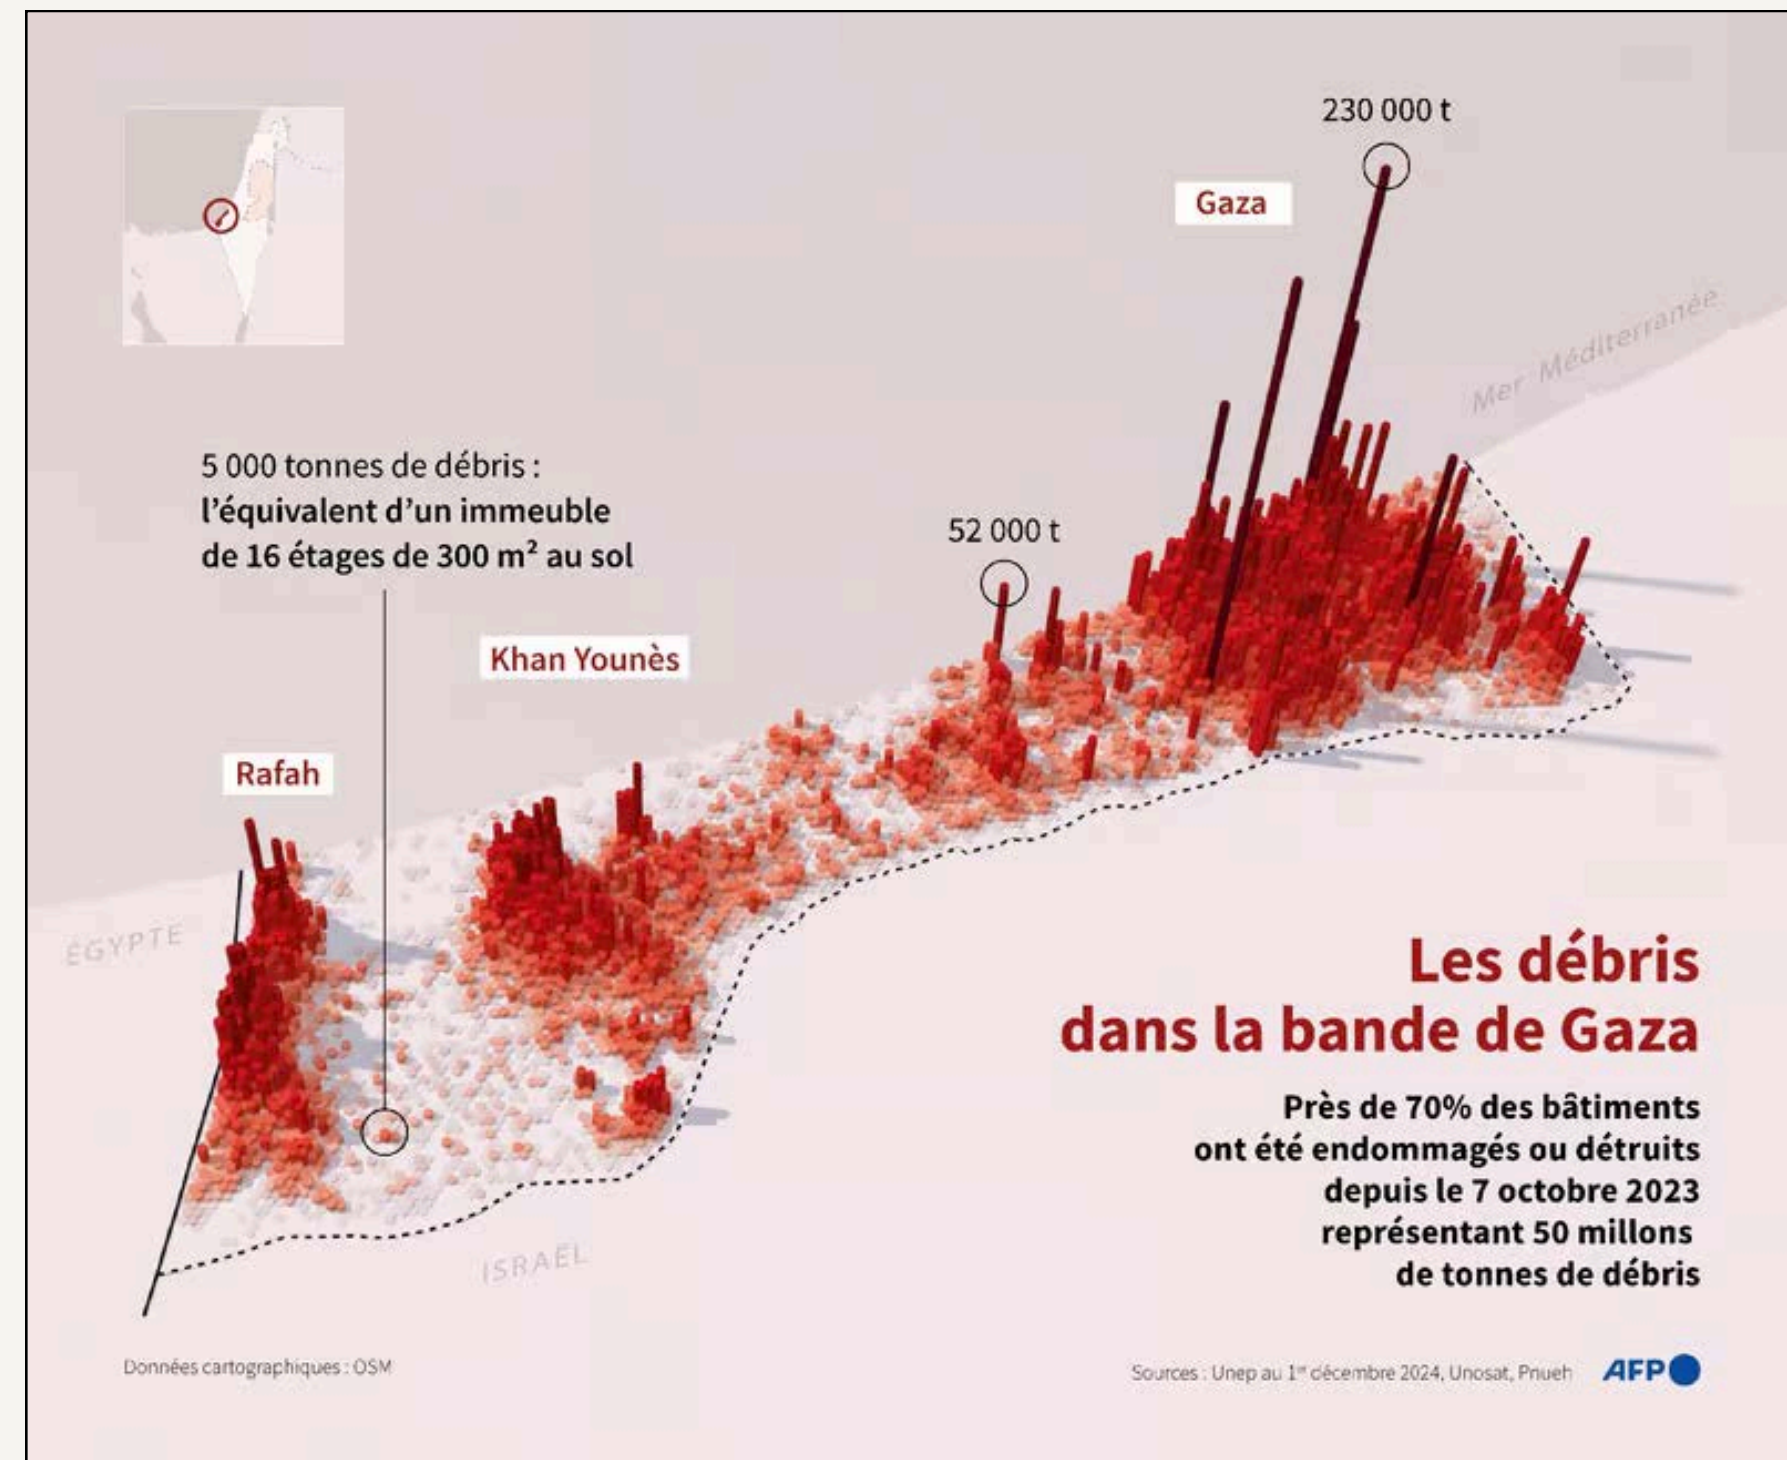 230 000 t
Gaza
Mer Méditerranée
5 000 tonnes de débris :
l'équivalent d'un immeuble
de 16 étages de 300 m² au sol
52 000 t
Khan Younès
Rafah
ÉGYPTE
ISRAËL
Les débris
dans la bande de Gaza
Près de 70% des bâtiments
ont été endommagés ou détruits
depuis le 7 octobre 2023
représentant 50 millons
de tonnes de débris
Données cartographiques : OSM
Sources : Unep au 1er décembre 2024, Unosat, Pnueh
AFP